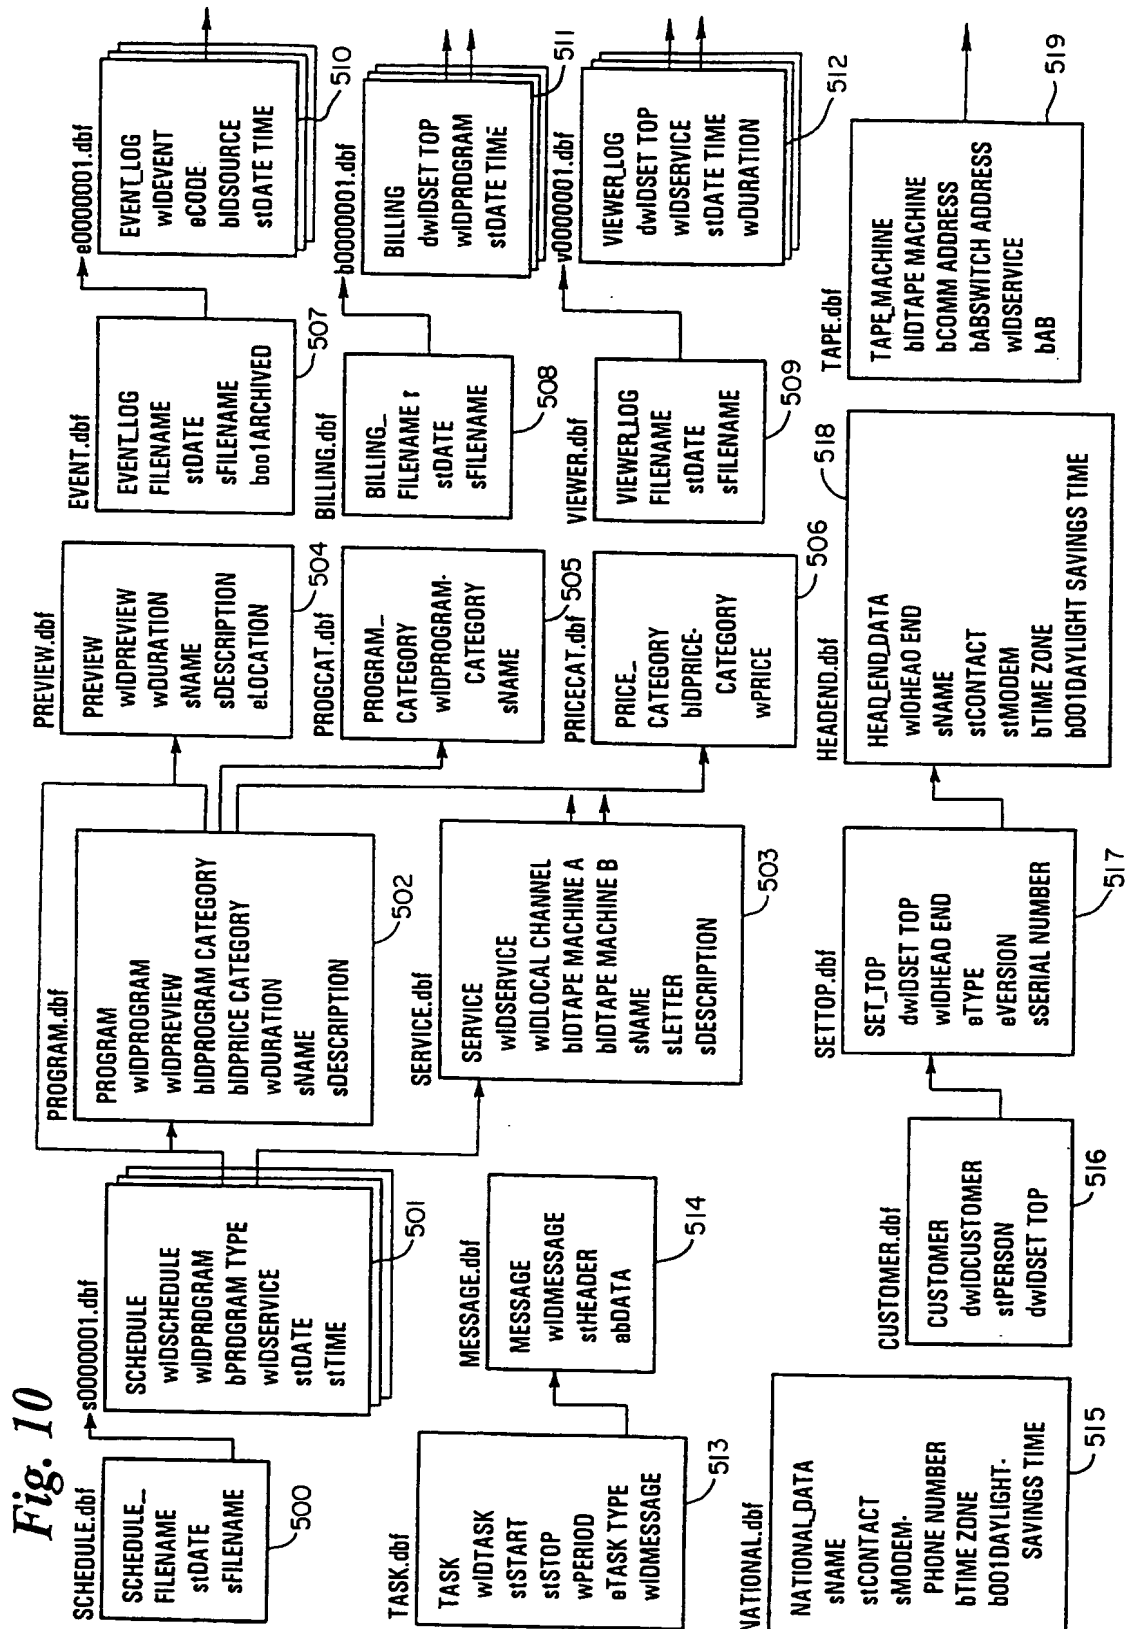 Fig. 10
SCHEDULE.dbf
SCHEDULE_
FILENAME
stDATE
sFILENAME
500
s0000001.dbf
SCHEDULE
wIDSCHEDULE
wIDPRDGRAM
bPRDGRAM TYPE
wIDSERVICE
stDATE
stTIME
501
PROGRAM.dbf
PROGRAM
wIDPROGRAM
wIDPREVIEW
bIDPROGRAM CATEGORY
bIDPRICE CATEGORY
wDURATION
sNAME
sDESCRIPTION
502
PREVIEW.dbf
PREVIEW
wIDPREVIEW
wDURATION
sNAME
sDESCRIPTION
eLOCATION
504
EVENT.dbf
EVENT_LOG
FILENAME
stDATE
sFILENAME
boo1ARCHIVED
507
e0000001.dbf
EVENT_LOG
wIDEVENT
eCODE
bIDSOURCE
stDATE TIME
510
PROGCAT.dbf
PROGRAM_
CATEGORY
wIDPROGRAM-
CATEGORY
sNAME
505
BILLING.dbf
BILLING_
FILENAME
stDATE
sFILENAME
508
b0000001.dbf
BILLING
dwIDSET TOP
wIDPRDGRAM
stDATE TIME
511
TASK.dbf
TASK
wIDTASK
stSTART
stSTOP
wPERIOD
eTASK TYPE
wIDMESSAGE
513
MESSAGE.dbf
MESSAGE
wIDMESSAGE
stHEADER
abDATA
514
SERVICE.dbf
SERVICE
wIDSERVICE
wIDLOCAL CHANNEL
bIDTAPE MACHINE A
bIDTAPE MACHINE B
sNAME
sLETTER
sDESCRIPTION
503
PRICECAT.dbf
PRICE_
CATEGORY
bIDPRICE-
CATEGORY
wPRICE
506
VIEWER.dbf
VIEWER_LOG
FILENAME
stDATE
sFILENAME
509
v0000001.dbf
VIEWER_LOG
dwIDSET TOP
wIDSERVICE
stDATE TIME
wDURATION
512
NATIONAL.dbf
NATIONAL_DATA
sNAME
stCONTACT
sMODEM-
PHONE NUMBER
bTIME ZONE
b001DAYLIGHT-
SAVINGS TIME
515
CUSTOMER.dbf
CUSTOMER
dwIDCUSTOMER
stPERSON
dwIDSET TOP
516
SETTOP.dbf
SET_TOP
dwIDSET TOP
wIDHEAD END
eTYPE
eVERSION
sSERIAL NUMBER
517
HEADEND.dbf
HEAD_END_DATA
wIOHEAO END
sNAME
stCONTACT
stMODEM
bTIME ZONE
b001DAYLIGHT SAVINGS TIME
518
TAPE.dbf
TAPE_MACHINE
bIDTAPE MACHINE
bCOMM ADDRESS
bABSWITCH ADDRESS
wIDSERVICE
bAB
519